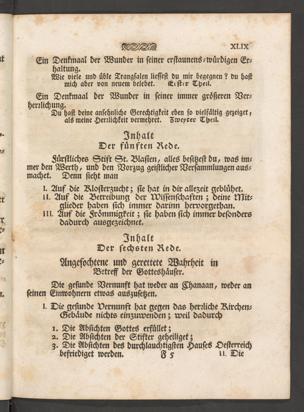 XLIX
Ein Denkmaal der Wunder in seiner erstaunens-würdigen Er-
haltung.
Wie viele und üble Trangsalen liessest du mir begegnen? du hast
mich aber von neuem belebet. Erster Theil.
Ein Denkmaal der Wunder in seiner immer grösseren Ver-
herrlichung.
Du hast deine ansehnliche Gerechtigkeit eben so vielfältig gezeiget,
als meine Herrlichkeit vermehret. Zweyter Theil.
Inhalt
Der fünften Rede.
Fürstliches Stift St. Blasien, alles besitzest du, was im-
mer den Werth, und den Vorzug geistlicher Versammlungen aus-
machet. Denn sieht man
I. Auf die Klosterzucht; sie hat in dir allezeit geblühet.
II. Auf die Betreibung der Wissenschaften; deine Mit-
glieder haben sich immer darinn hervorgethan.
III. Auf die Frömmigkeit; sie haben sich immer besonders
dadurch ausgezeichnet.
Inhalt
Der sechsten Rede.
Angefochtene und gerettete Wahrheit in
Betreff der Gotteshäuser.
Die gesunde Vernunft hat weder an Chanaan, weder an
seinen Einwohnern etwas auszusetzen.
I. Die gesunde Vernunft hat gegen das herrliche Kirchen-
Gebäude nichts einzuwenden; weil dadurch
1. Die Absichten Gottes erfüllet;
2. Die Absichten der Stifter geheiliget;
3. Die Absichten des durchlauchtigsten Hauses Oesterreich
befriediget werden.
F 5
II. Die